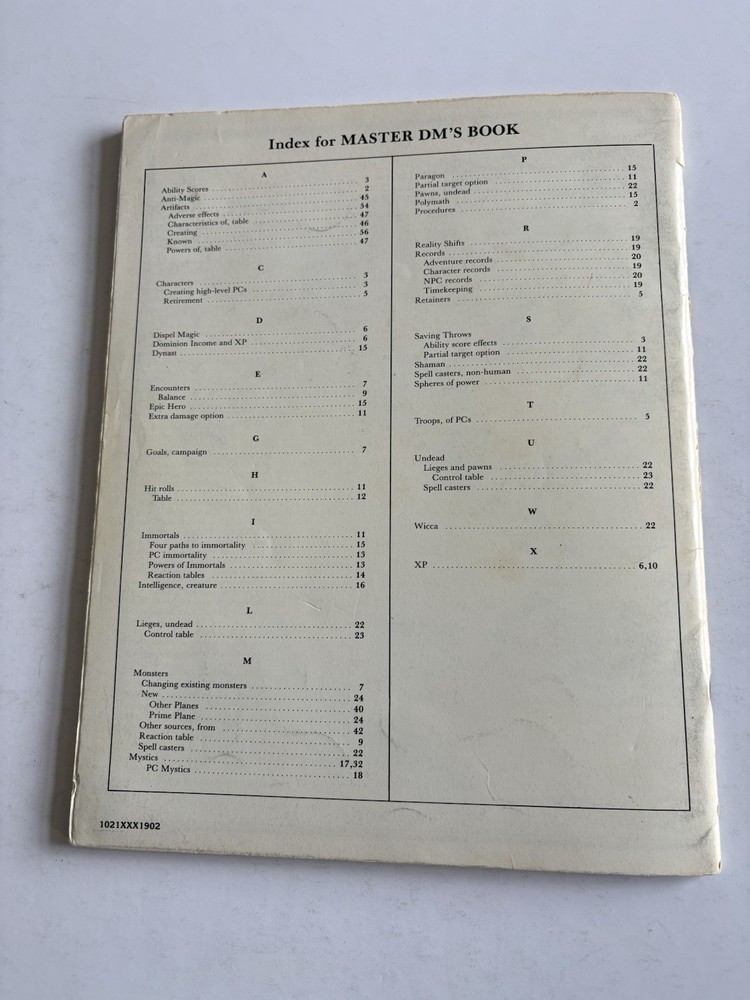 Index for MASTER DM'S BOOK
A
Ability Scores 3
Anti-Magic 2
Artifacts 45
Adverse effects 54
Characteristics of, table 47
Creating 46
Known 56
Powers of, table 47
C
Characters 3
Creating high-level PCs 3
Retirement 5
D
Dispel Magic 6
Dominion Income and XP 6
Dynast 15
E
Encounters 7
Balance 9
Epic Hero 15
Extra damage option 11
G
Goals, campaign 7
H
Hit rolls 11
Table 12
I
Immortals 11
Four paths to immortality 15
PC immortality 13
Powers of Immortals 13
Reaction tables 14
Intelligence, creature 16
L
Lieges, undead 22
Control table 23
M
Monsters
Changing existing monsters 7
New 24
Other Planes 40
Prime Plane 24
Other sources, from 42
Reaction table 9
Spell casters 22
Mystics 17,32
PC Mystics 18
P
Paragon 15
Partial target option 11
Pawns, undead 22
Polymath 15
Procedures 2
R
Reality Shifts 19
Records 19
Adventure records 20
Character records 19
NPC records 20
Timekeeping 19
Retainers 5
S
Saving Throws
Ability score effects 3
Partial target option 11
Shaman 22
Spell casters, non-human 22
Spheres of power 11
T
Troops, of PCs 5
U
Undead
Lieges and pawns 22
Control table 23
Spell casters 22
W
Wicca 22
X
XP 6,10
1021XXX1902